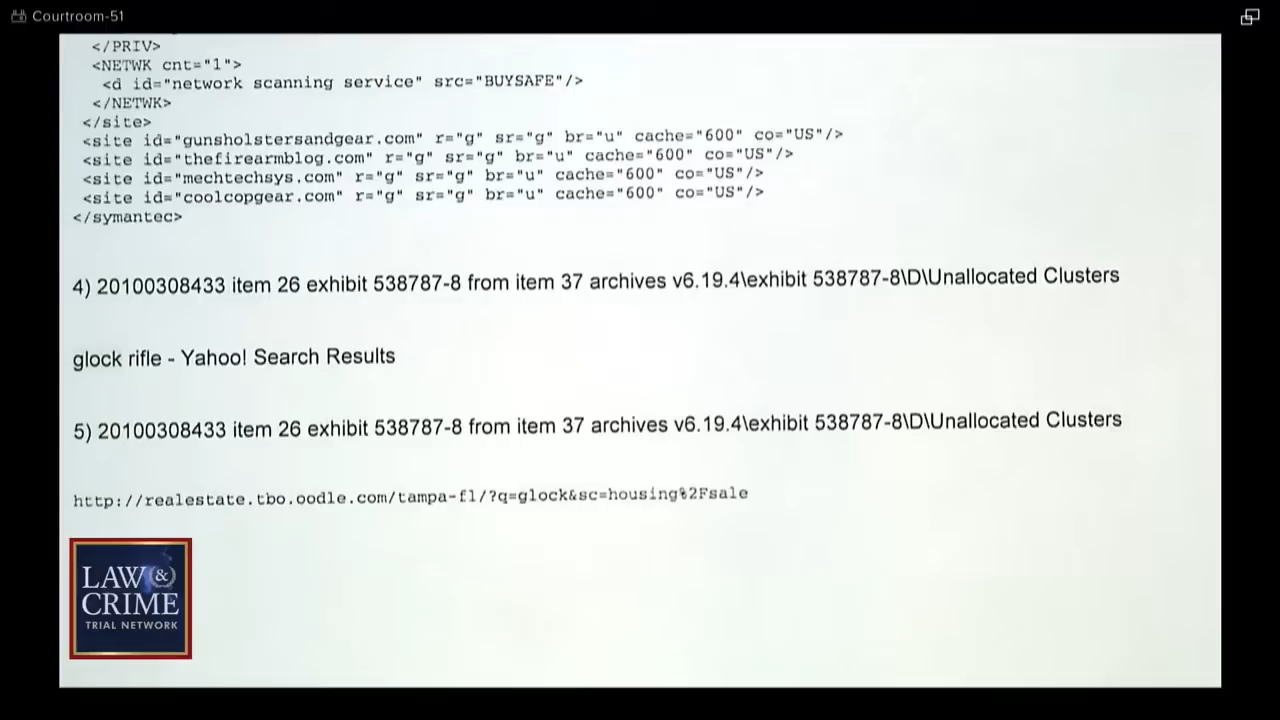 Courtroom-51
</PRIV>
<NETWK cnt="1">
<d id="network scanning service" src="BUYSAFE"/>
</NETWK>
</site>
<site id="gunsholstersandgear.com" r="g" sr="g" br="u" cache="600" co="US"/>
<site id="thefirearmblog.com" r="g" sr="g" br="u" cache="600" co="US"/>
<site id="mechtechsys.com" r="g" sr="g" br="u" cache="600" co="US"/>
<site id="coolcopgear.com" r="g" sr="g" br="u" cache="600" co="US"/>
</symantec>
4) 20100308433 item 26 exhibit 538787-8 from item 37 archives v6.19.4\exhibit 538787-8\D\Unallocated Clusters
glock rifle - Yahoo! Search Results
5) 20100308433 item 26 exhibit 538787-8 from item 37 archives v6.19.4\exhibit 538787-8\D\Unallocated Clusters
http://realestate.tbo.oodle.com/tampa-fl/?q=glock&sc=housing%2Fsale
LAW &
CRIME
TRIAL NETWORK